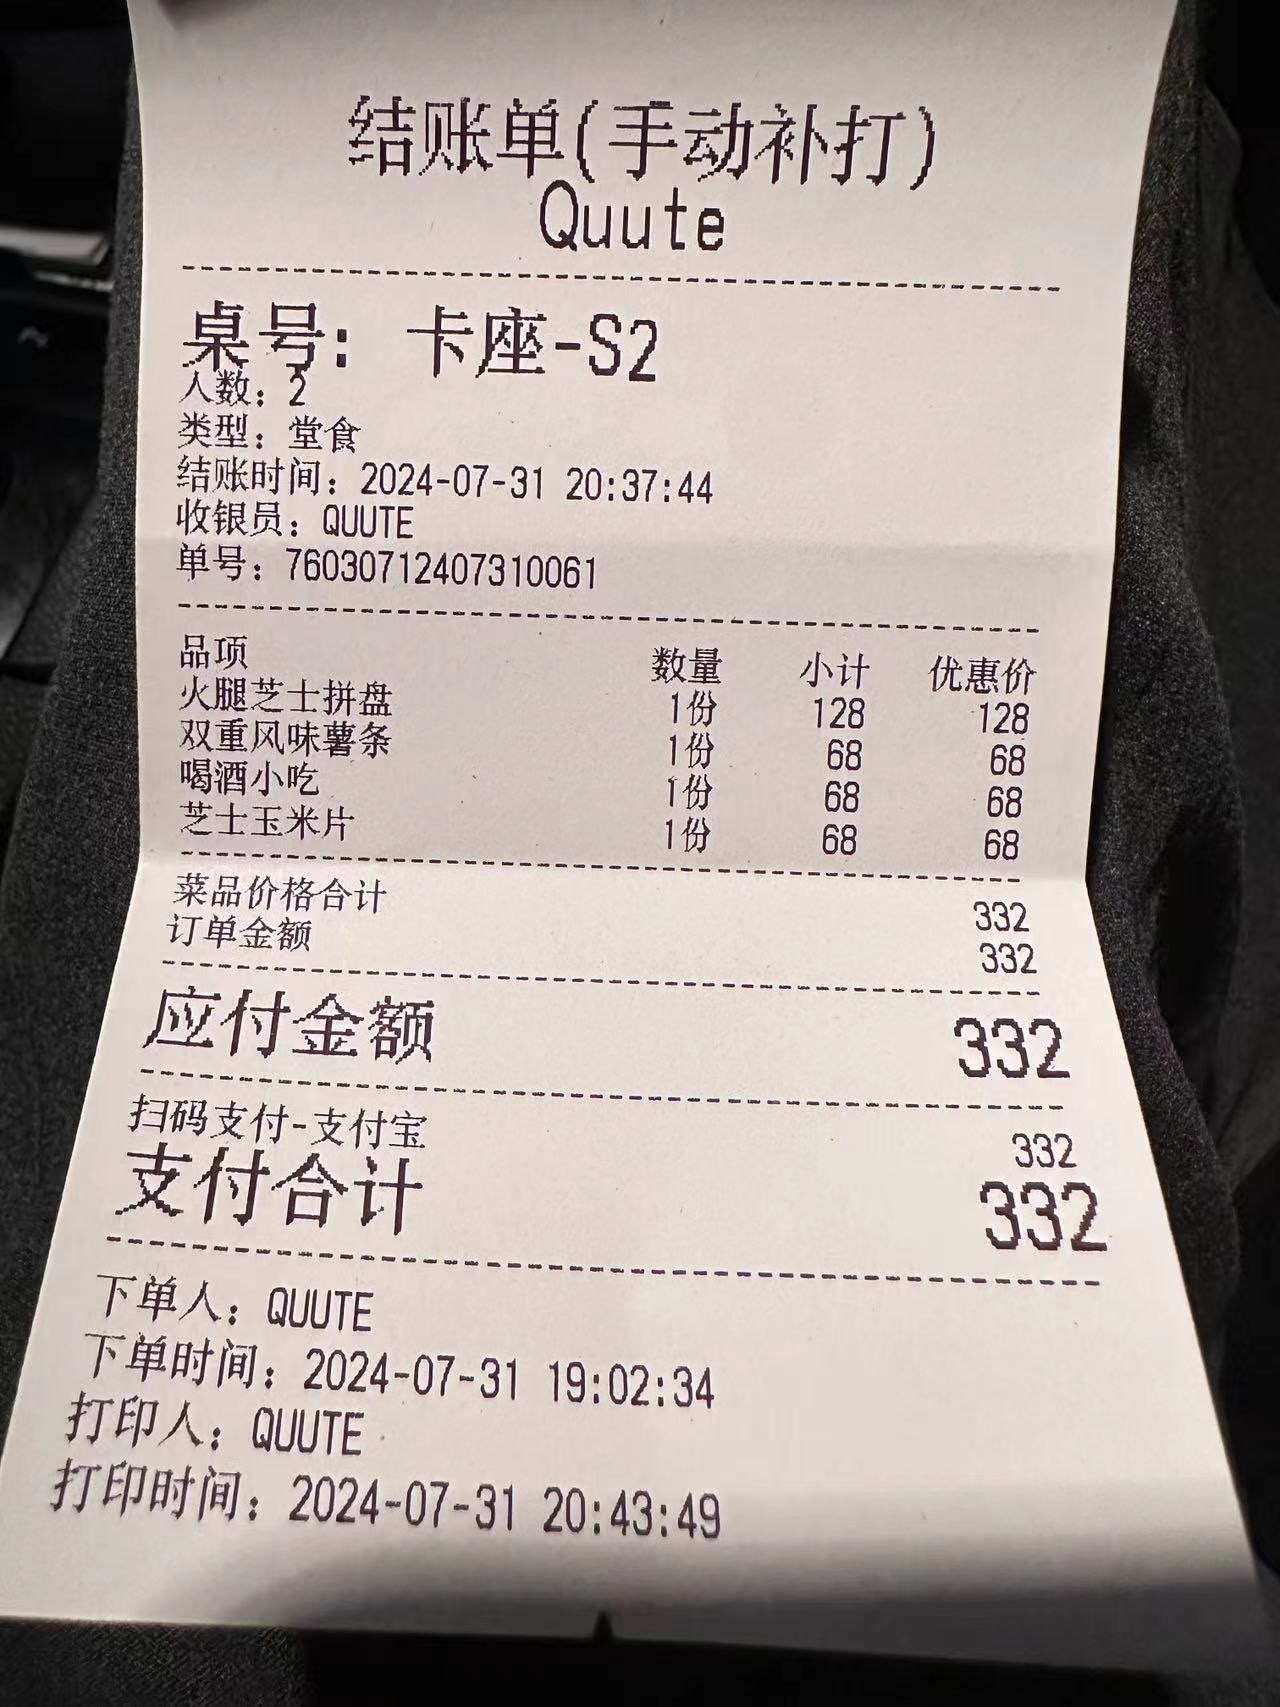 结账单(手动补打)
Quute
桌号： 卡座-S2
人数：2
类型：堂食
结账时间：2024-07-31 20:37:44
收银员：QUUTE
单号：76030712407310061
品项 数量 小计 优惠价
火腿芝士拼盘 1份 128 128
双重风味薯条 1份 68 68
喝酒小吃 1份 68 68
芝士玉米片 1份 68 68
菜品价格合计 332
订单金额 332
应付金额 332
扫码支付-支付宝 332
支付合计 332
下单人：QUUTE
下单时间：2024-07-31 19:02:34
打印人：QUUTE
打印时间：2024-07-31 20:43:49